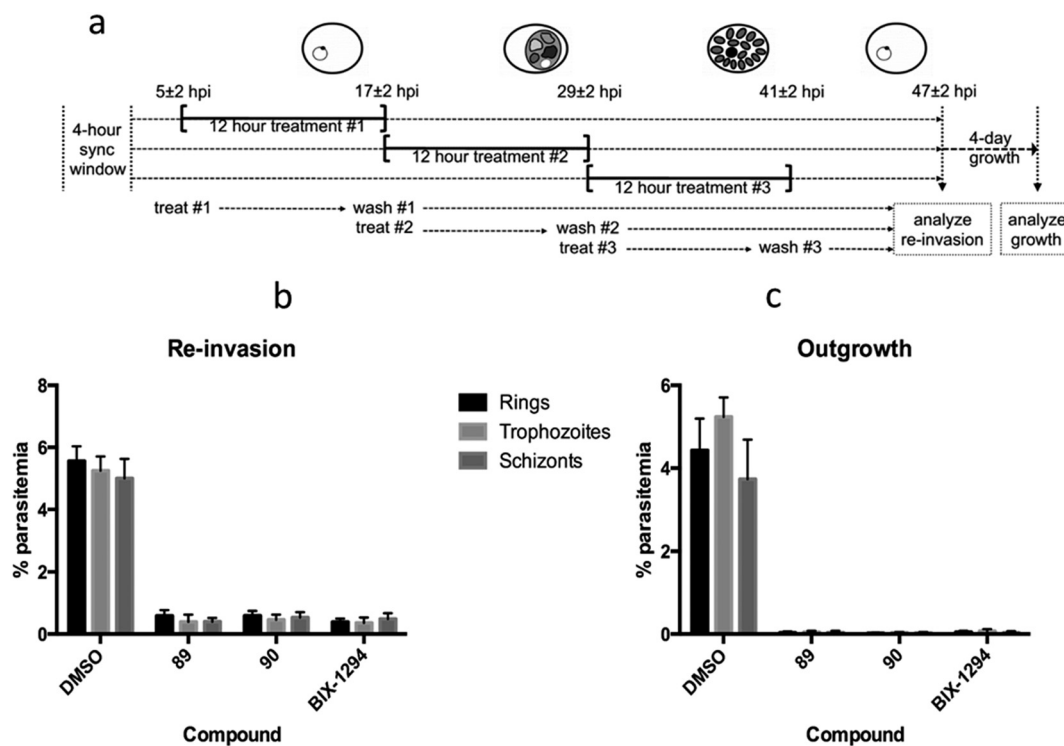 a
5±2 hpi 17±2 hpi 29±2 hpi 41±2 hpi 47±2 hpi
4-hour
sync
window
12 hour treatment #1
12 hour treatment #2
12 hour treatment #3
4-day
growth
treat #1 wash #1
treat #2 wash #2
treat #3 wash #3
analyze
re-invasion
analyze
growth
b
Re-invasion
% parasitemia
8
6
4
2
0
DMSO
89
90
BIX-1294
Compound
Rings
Trophozoites
Schizonts
c
Outgrowth
% parasitemia
6
4
2
0
DMSO
89
90
BIX-1294
Compound